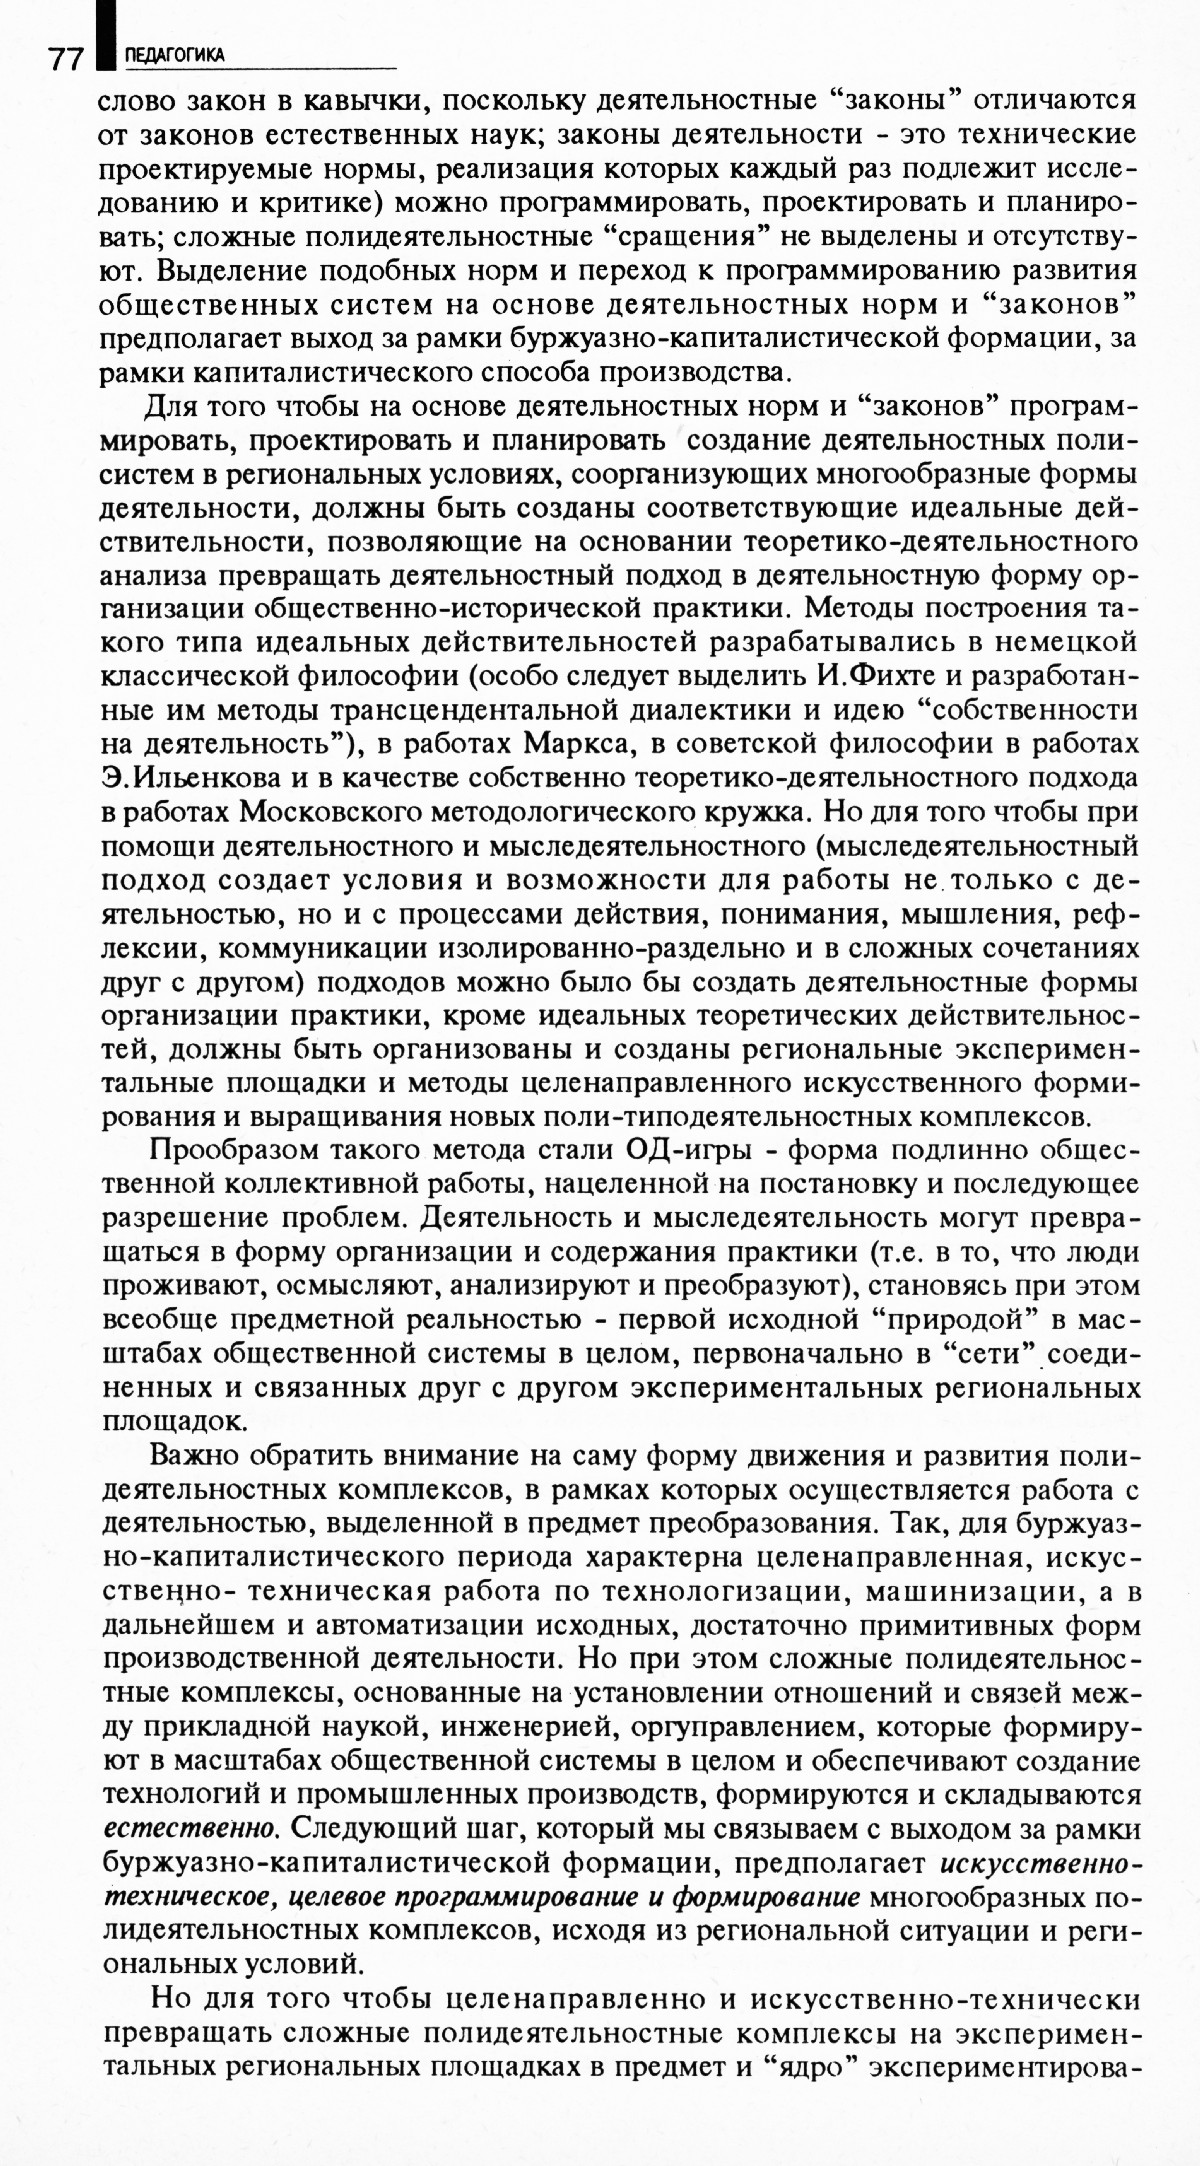 77 ПЕДАГОГИКА
слово закон в кавычки, поскольку деятельностные “законы” отличаются
от законов естественных наук; законы деятельности - это технические
проектируемые нормы, реализация которых каждый раз подлежит иссле-
дованию и критике) можно программировать, проектировать и планиро-
вать; сложные полидеятельностные “сращения” не выделены и отсутству-
ют. Выделение подобных норм и переход к программированию развития
общественных систем на основе деятельностных норм и “законов”
предполагает выход за рамки буржуазно-капиталистической формации, за
рамки капиталистического способа производства.
Для того чтобы на основе деятельностных норм и “законов” програм-
мировать, проектировать и планировать создание деятельностных поли-
систем в региональных условиях, соорганизующих многообразные формы
деятельности, должны быть созданы соответствующие идеальные дей-
ствительности, позволяющие на основании теоретико-деятельностного
анализа превращать деятельностный подход в деятельностную форму ор-
ганизации общественно-исторической практики. Методы построения та-
кого типа идеальных действительностей разрабатывались в немецкой
классической философии (особо следует выделить И.Фихте и разработан-
ные им методы трансцендентальной диалектики и идею “собственности
на деятельность”), в работах Маркса, в советской философии в работах
Э.Ильенкова и в качестве собственно теоретико-деятельностного подхода
в работах Московского методологического кружка. Но для того чтобы при
помощи деятельностного и мыследеятельностного (мыследеятельностный
подход создает условия и возможности для работы не только с де-
ятельностью, но и с процессами действия, понимания, мышления, реф-
лексии, коммуникации изолированно-раздельно и в сложных сочетаниях
друг с другом) подходов можно было бы создать деятельностные формы
организации практики, кроме идеальных теоретических действительнос-
тей, должны быть организованы и созданы региональные эксперимен-
тальные площадки и методы целенаправленного искусственного форми-
рования и выращивания новых поли-типодеятельностных комплексов.
Прообразом такого метода стали ОД-игры - форма подлинно общес-
твенной коллективной работы, нацеленной на постановку и последующее
разрешение проблем. Деятельность и мыследеятельность могут превра-
щаться в форму организации и содержания практики (т.е. в то, что люди
проживают, осмысляют, анализируют и преобразуют), становясь при этом
всеобще предметной реальностью - первой исходной “природой” в мас-
штабах общественной системы в целом, первоначально в “сети” соеди-
ненных и связанных друг с другом экспериментальных региональных
площадок.
Важно обратить внимание на саму форму движения и развития поли-
деятельностных комплексов, в рамках которых осуществляется работа с
деятельностью, выделенной в предмет преобразования. Так, для буржуаз-
но-капиталистического периода характерна целенаправленная, искус-
ственно- техническая работа по технологизации, машинизации, а в
дальнейшем и автоматизации исходных, достаточно примитивных форм
производственной деятельности. Но при этом сложные полидеятельнос-
тные комплексы, основанные на установлении отношений и связей меж-
ду прикладной наукой, инженерией, оргуправлением, которые формиру-
ют в масштабах общественной системы в целом и обеспечивают создание
технологий и промышленных производств, формируются и складываются
естественно. Следующий шаг, который мы связываем с выходом за рамки
буржуазно-капиталистической формации, предполагает искусственно-
техническое, целевое программирование и формирование многообразных по-
лидеятельностных комплексов, исходя из региональной ситуации и реги-
ональных условий.
Но для того чтобы целенаправленно и искусственно-технически
превращать сложные полидеятельностные комплексы на эксперимен-
тальных региональных площадках в предмет и “ядро” экспериментирова-